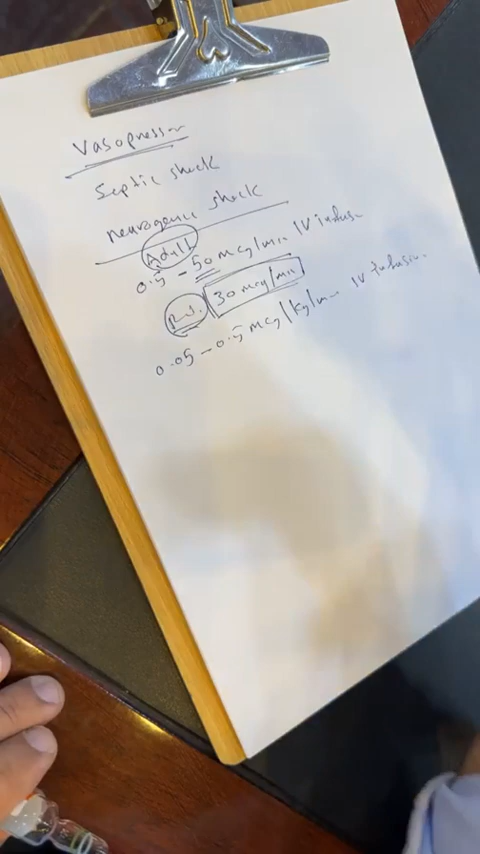 Vasopressor
Septic shock
neurogenic shock
Adult
0.5 - 50 mcg/min IV infusion
30 mcg/min
0.05 - 0.5 mcg/kg/min IV infusion.